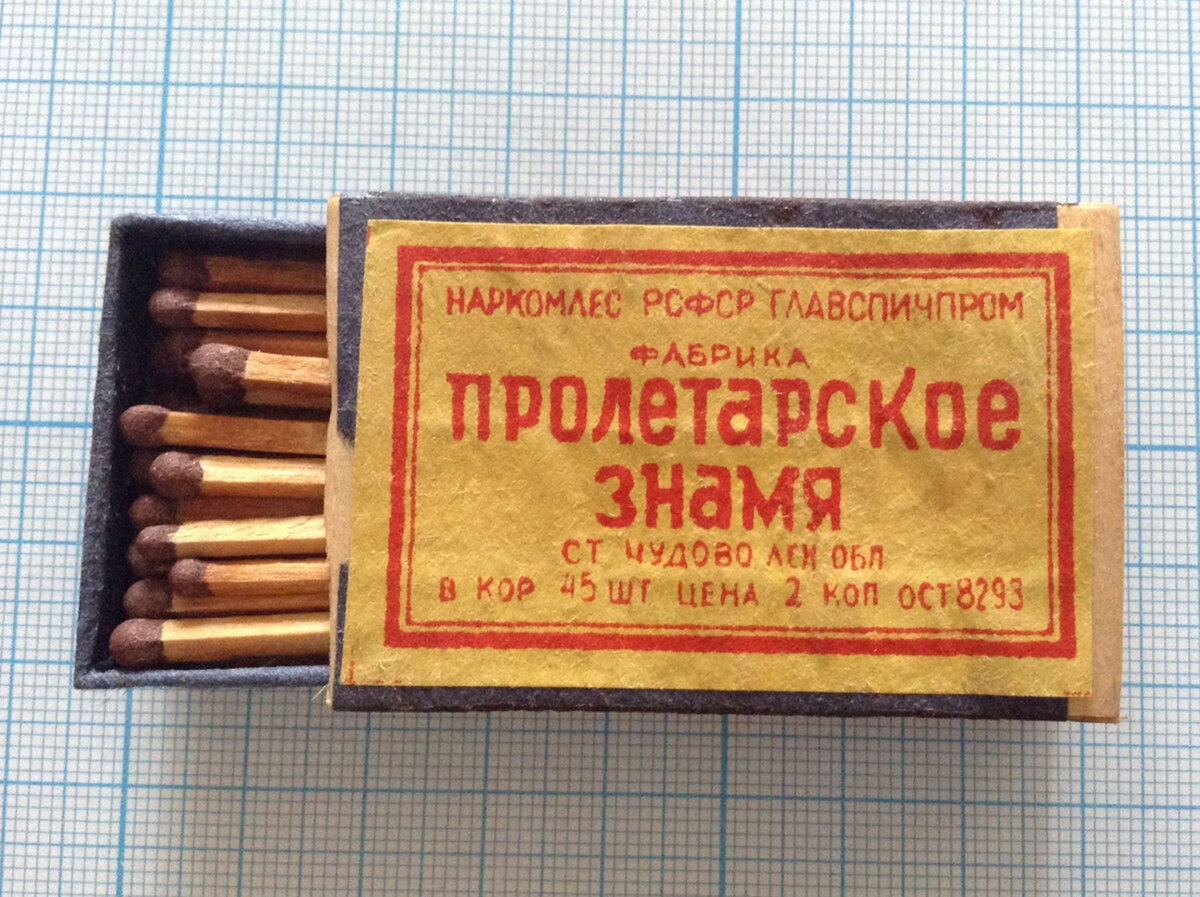 НАРКОМЛЕС РСФСР ГЛАВСПИЧПРОМ
ФАБРИКА
ПРОЛЕТАРСКОЕ
ЗНАМЯ
СТ ЧУДОВО ЛЕН ОБЛ
В КОР 45 ШТ ЦЕНА 2 КОП ОСТ 8293